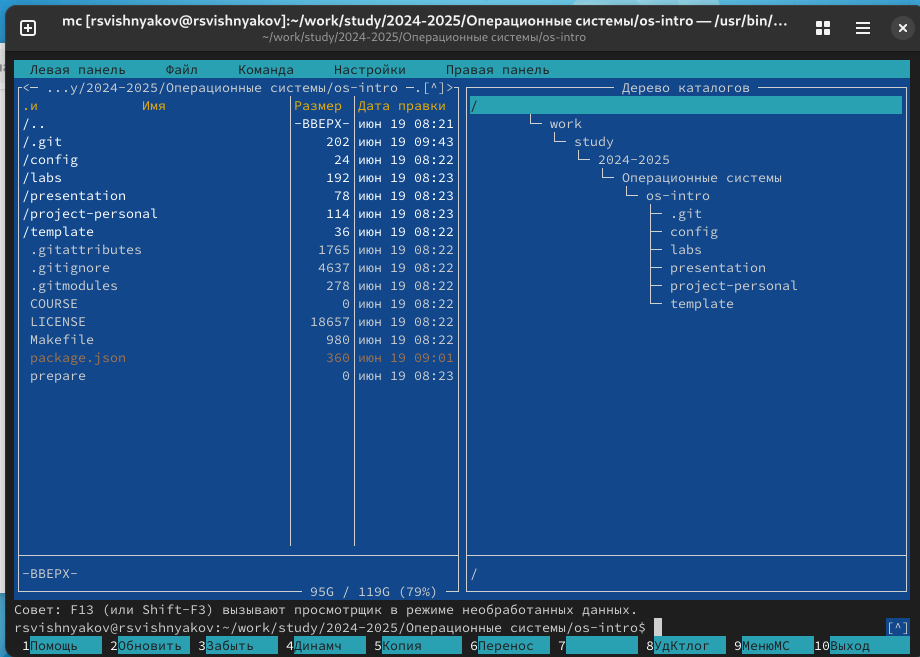 mc [rsvishnyakov@rsvishnyakov]:~/work/study/2024-2025/Операционные системы/os-intro — /usr/bin/…
~/work/study/2024-2025/Операционные системы/os-intro
Левая панель Файл Команда Настройки Правая панель
<— ...y/2024-2025/Операционные системы/os-intro —.[^]>
.и Имя Размер Дата правки
/.. -ВВЕРХ- июн 19 08:21
/.git 202 июн 19 09:43
/config 24 июн 19 08:22
/labs 192 июн 19 08:23
/presentation 78 июн 19 08:23
/project-personal 114 июн 19 08:23
/template 36 июн 19 08:22
.gitattributes 1765 июн 19 08:22
.gitignore 4637 июн 19 08:22
.gitmodules 278 июн 19 08:22
COURSE 0 июн 19 08:22
LICENSE 18657 июн 19 08:22
Makefile 980 июн 19 08:22
package.json 360 июн 19 09:01
prepare 0 июн 19 08:23
-ВВЕРХ-
95G / 119G (79%)
Дерево каталогов
/
work
study
2024-2025
Операционные системы
os-intro
.git
config
labs
presentation
project-personal
template
/
Совет: F13 (или Shift-F3) вызывают просмотрщик в режиме необработанных данных.
rsvishnyakov@rsvishnyakov:~/work/study/2024-2025/Операционные системы/os-intro$ [^]
1Помощь 2Обновить 3Забыть 4Динамч 5Копия 6Перенос 7 8УдКтлог 9МенюМС 10Выход